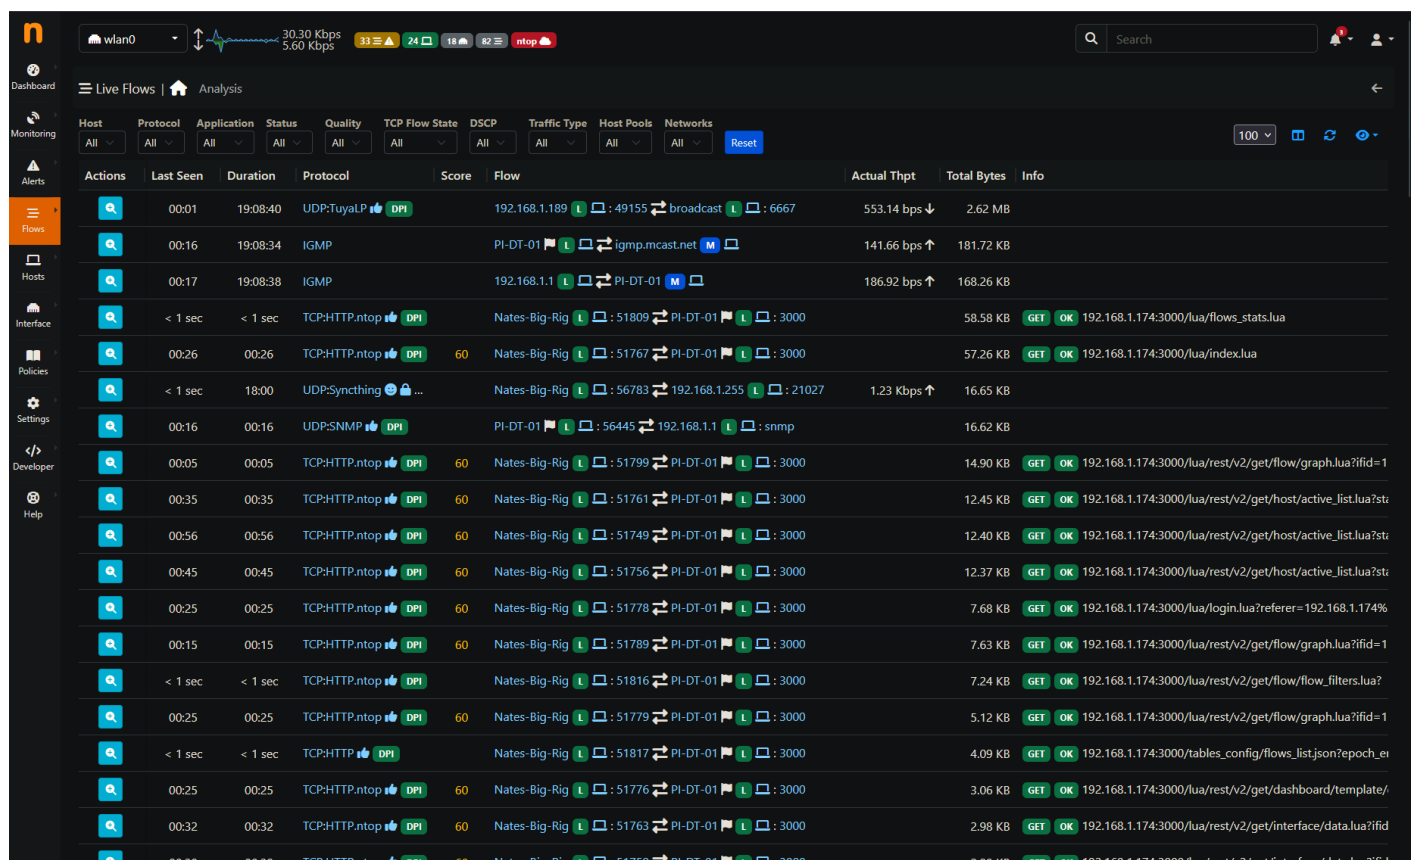 n
wlan0 30.30 Kbps
5.60 Kbps 33 24 18 82 ntop Search 3
Dashboard
Monitoring
Alerts
Flows
Hosts
Interface
Policies
Settings
Developer
Help
Live Flows | Analysis
Host Protocol Application Status Quality TCP Flow State DSCP Traffic Type Host Pools Networks
All All All All All All All All All All Reset 100
Actions Last Seen Duration Protocol Score Flow Actual Thpt Total Bytes Info
00:01 19:08:40 UDP:TuyaLP DPI 192.168.1.189 L : 49155 broadcast L : 6667 553.14 bps 2.62 MB
00:16 19:08:34 IGMP PI-DT-01 L igmp.mcast.net M 141.66 bps 181.72 KB
00:17 19:08:38 IGMP 192.168.1.1 L PI-DT-01 M 186.92 bps 168.26 KB
< 1 sec < 1 sec TCP:HTTP.ntop DPI Nates-Big-Rig L : 51809 PI-DT-01 L : 3000 58.58 KB GET OK 192.168.1.174:3000/lua/flows_stats.lua
00:26 00:26 TCP:HTTP.ntop DPI 60 Nates-Big-Rig L : 51767 PI-DT-01 L : 3000 57.26 KB GET OK 192.168.1.174:3000/lua/index.lua
< 1 sec 18:00 UDP:Syncthing ... Nates-Big-Rig L : 56783 192.168.1.255 L : 21027 1.23 Kbps 16.65 KB
00:16 00:16 UDP:SNMP DPI PI-DT-01 L : 56445 192.168.1.1 L : snmp 16.62 KB
00:05 00:05 TCP:HTTP.ntop DPI 60 Nates-Big-Rig L : 51799 PI-DT-01 L : 3000 14.90 KB GET OK 192.168.1.174:3000/lua/rest/v2/get/flow/graph.lua?ifid=1
00:35 00:35 TCP:HTTP.ntop DPI 60 Nates-Big-Rig L : 51761 PI-DT-01 L : 3000 12.45 KB GET OK 192.168.1.174:3000/lua/rest/v2/get/host/active_list.lua?sta
00:56 00:56 TCP:HTTP.ntop DPI 60 Nates-Big-Rig L : 51749 PI-DT-01 L : 3000 12.40 KB GET OK 192.168.1.174:3000/lua/rest/v2/get/host/active_list.lua?sta
00:45 00:45 TCP:HTTP.ntop DPI 60 Nates-Big-Rig L : 51756 PI-DT-01 L : 3000 12.37 KB GET OK 192.168.1.174:3000/lua/rest/v2/get/host/active_list.lua?sta
00:25 00:25 TCP:HTTP.ntop DPI 60 Nates-Big-Rig L : 51778 PI-DT-01 L : 3000 7.68 KB GET OK 192.168.1.174:3000/lua/login.lua?referer=192.168.1.174%
00:15 00:15 TCP:HTTP.ntop DPI 60 Nates-Big-Rig L : 51789 PI-DT-01 L : 3000 7.63 KB GET OK 192.168.1.174:3000/lua/rest/v2/get/flow/graph.lua?ifid=1
< 1 sec < 1 sec TCP:HTTP.ntop DPI Nates-Big-Rig L : 51816 PI-DT-01 L : 3000 7.24 KB GET OK 192.168.1.174:3000/lua/rest/v2/get/flow/flow_filters.lua?
00:25 00:25 TCP:HTTP.ntop DPI 60 Nates-Big-Rig L : 51779 PI-DT-01 L : 3000 5.12 KB GET OK 192.168.1.174:3000/lua/rest/v2/get/flow/graph.lua?ifid=1
< 1 sec < 1 sec TCP:HTTP DPI Nates-Big-Rig L : 51817 PI-DT-01 L : 3000 4.09 KB GET OK 192.168.1.174:3000/tables_config/flows_list.json?epoch_e
00:25 00:25 TCP:HTTP.ntop DPI 60 Nates-Big-Rig L : 51776 PI-DT-01 L : 3000 3.06 KB GET OK 192.168.1.174:3000/lua/rest/v2/get/dashboard/template/
00:32 00:32 TCP:HTTP.ntop DPI 60 Nates-Big-Rig L : 51763 PI-DT-01 L : 3000 2.98 KB GET OK 192.168.1.174:3000/lua/rest/v2/get/interface/data.lua?ifid